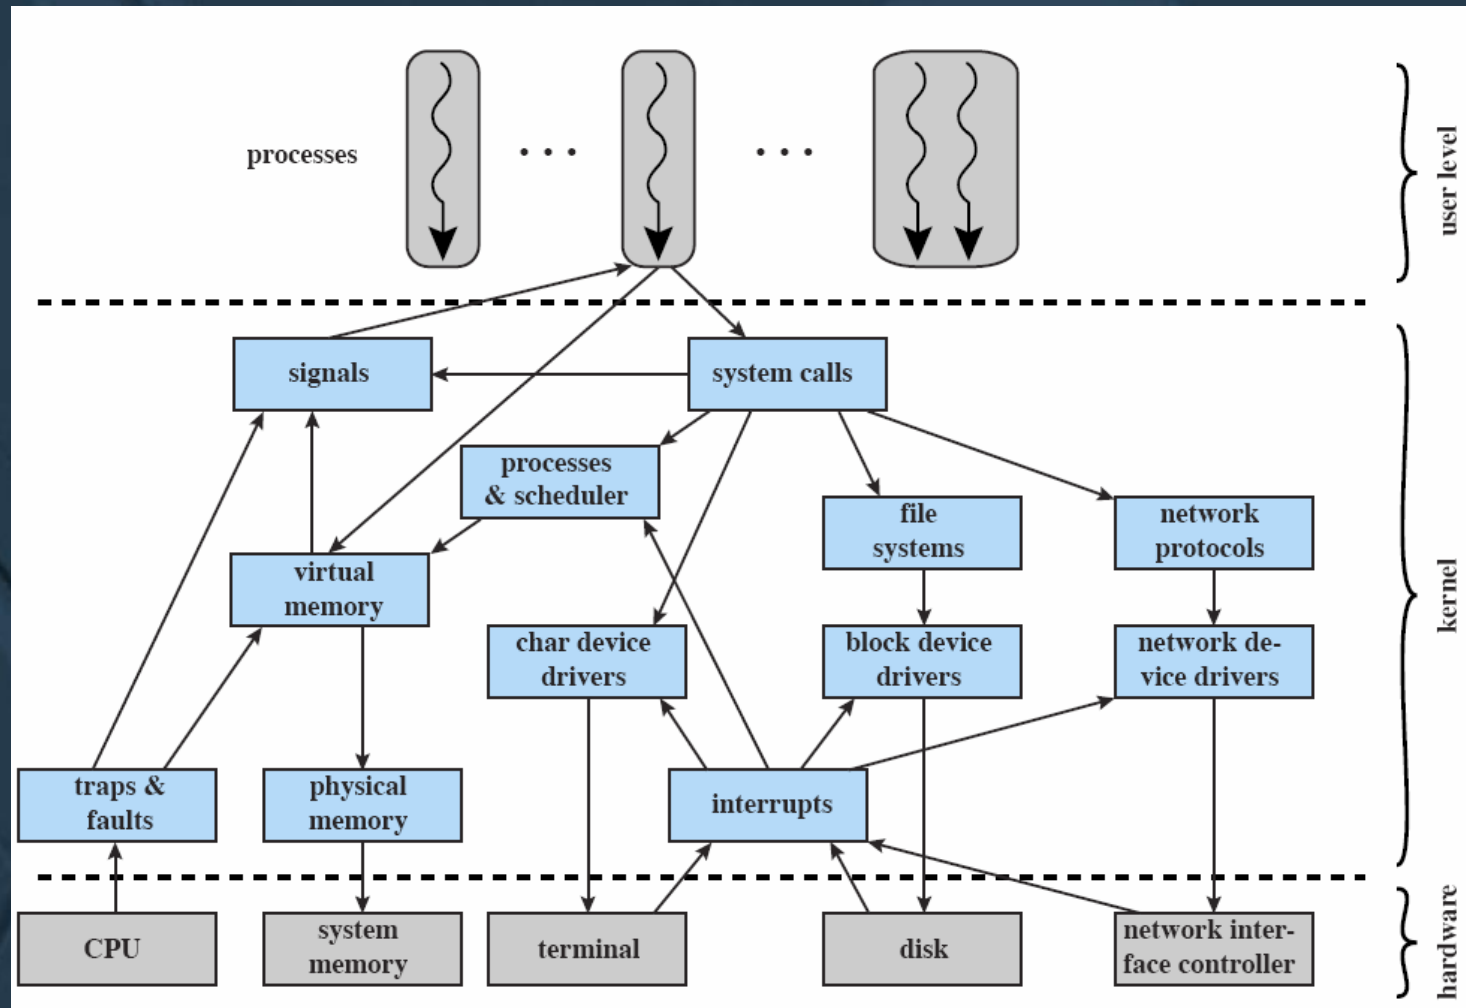 processes
. . .
. . .
user level
signals
system calls
processes
& scheduler
file
systems
network
protocols
virtual
memory
kernel
char device
drivers
block device
drivers
network de-
vice drivers
traps &
faults
physical
memory
interrupts
CPU
system
memory
terminal
disk
network inter-
face controller
hardware